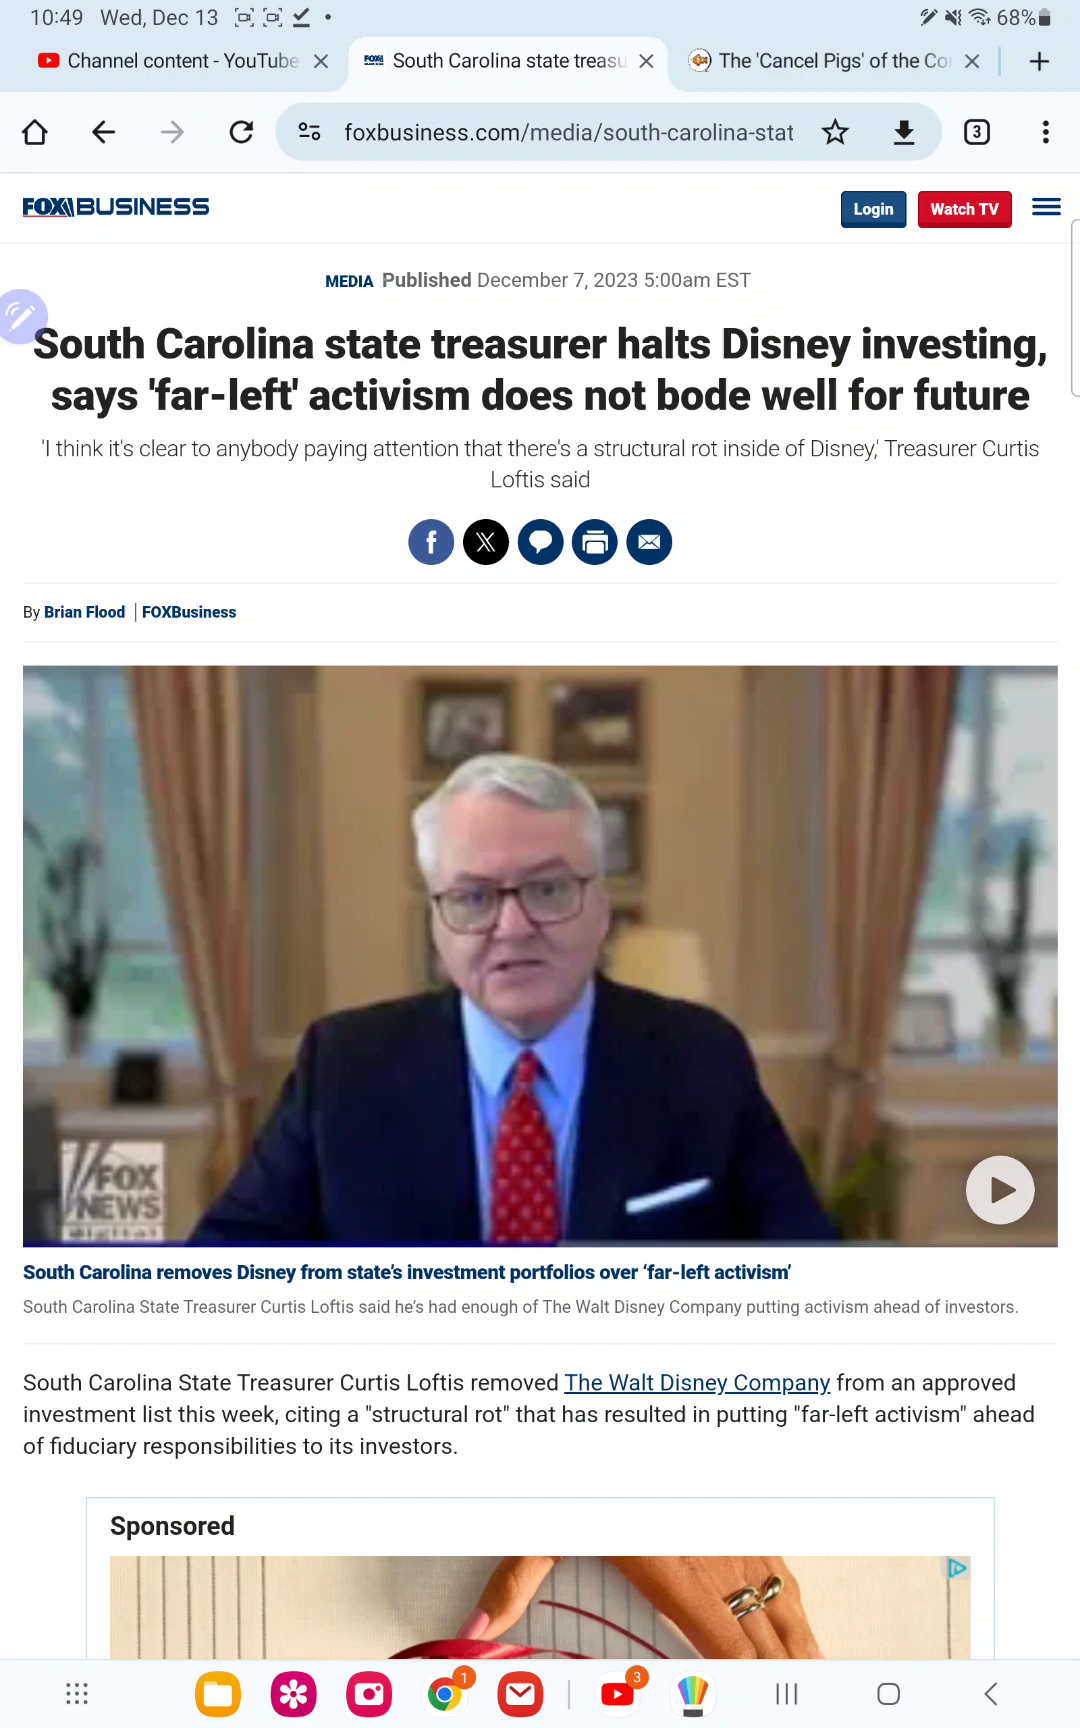 10:49 Wed, Dec 13
68%
Channel content - YouTube
South Carolina state treasu
The 'Cancel Pigs' of the Co
foxbusiness.com/media/south-carolina-stat
3
FOX BUSINESS
Login
Watch TV
MEDIA Published December 7, 2023 5:00am EST
South Carolina state treasurer halts Disney investing,
says 'far-left' activism does not bode well for future
'I think it's clear to anybody paying attention that there's a structural rot inside of Disney,' Treasurer Curtis
Loftis said
By Brian Flood | FOXBusiness
FOX
NEWS
digital
South Carolina removes Disney from state’s investment portfolios over ‘far-left activism’
South Carolina State Treasurer Curtis Loftis said he’s had enough of The Walt Disney Company putting activism ahead of investors.
South Carolina State Treasurer Curtis Loftis removed The Walt Disney Company from an approved
investment list this week, citing a "structural rot" that has resulted in putting "far-left activism" ahead
of fiduciary responsibilities to its investors.
Sponsored
1
3